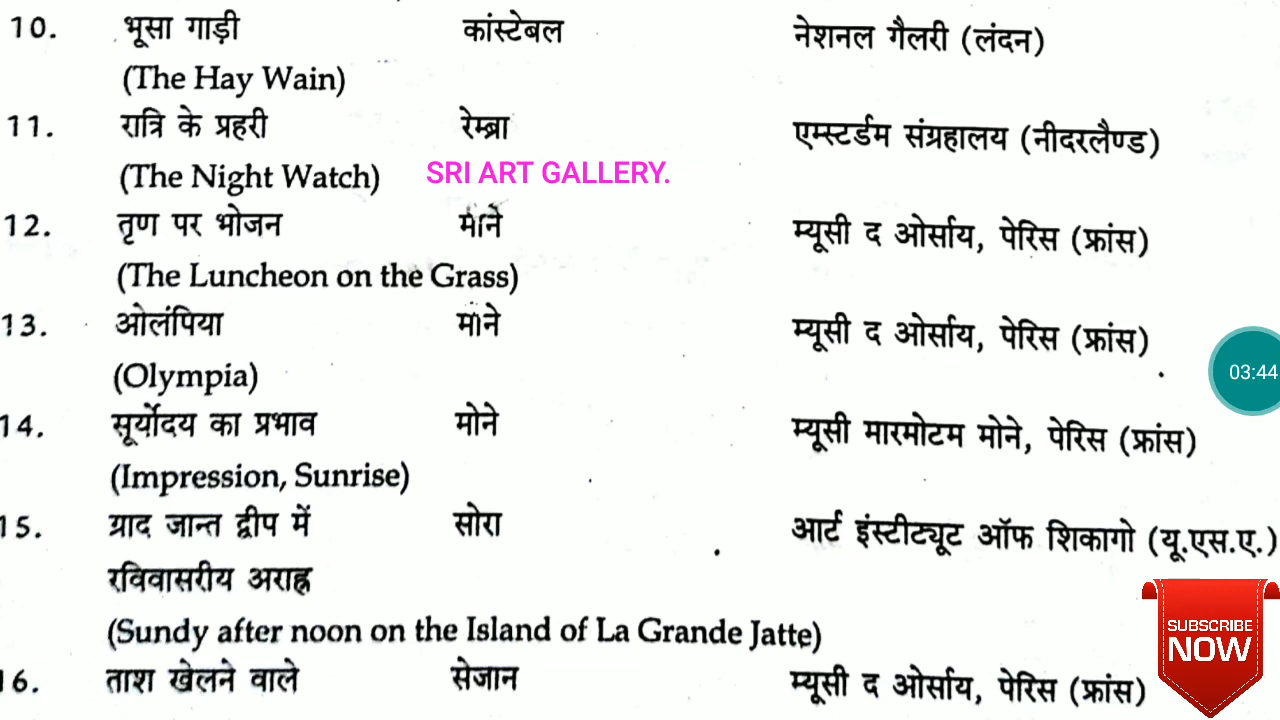 10. भूसा गाड़ी कांस्टेबल नेशनल गैलरी (लंदन)
(The Hay Wain)
11. रात्रि के प्रहरी रेम्ब्रा एम्स्टर्डम संग्रहालय (नीदरलैण्ड)
(The Night Watch) SRI ART GALLERY.
12. तृण पर भोजन माने म्यूसी द ओर्साय, पेरिस (फ्रांस)
(The Luncheon on the Grass)
13. ओलंपिया माने म्यूसी द ओर्साय, पेरिस (फ्रांस)
(Olympia)
03:44
14. सूर्योदय का प्रभाव मोने म्यूसी मारमोटम मोने, पेरिस (फ्रांस)
(Impression, Sunrise)
15. ग्राद जान्त द्वीप में सोरा आर्ट इंस्टीट्यूट ऑफ शिकागो (यू.एस.ए.)
रविवासरीय अराह्न
(Sundy after noon on the Island of La Grande Jatte)
SUBSCRIBE
NOW
16. ताश खेलने वाले सेजान म्यूसी द ओर्साय, पेरिस (फ्रांस)